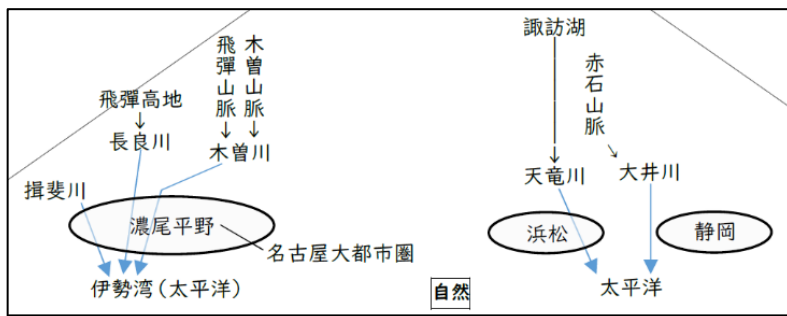 諏訪湖
木曽山脈
飛彈山脈
赤石山脈
飛彈高地
↓
↓
↓
長良川
木曽川
↓
↘
天竜川
大井川
揖斐川
濃尾平野
浜松
静岡
名古屋大都市圏
伊勢湾(太平洋)
自然
太平洋